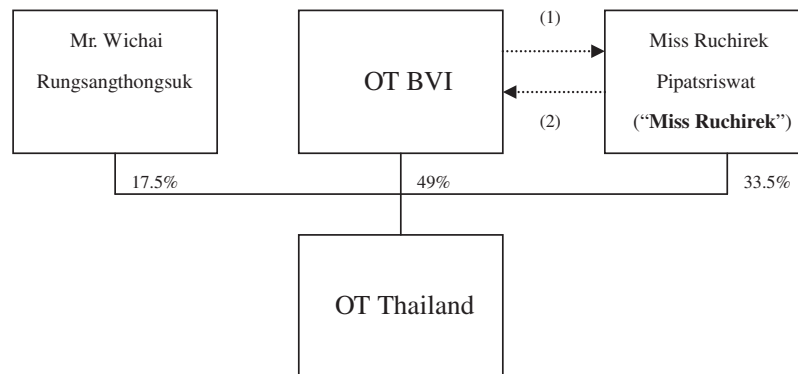 Mr. Wichai
Rungsangthongsuk
OT BVI
(1)
(2)
Miss Ruchirek
Pipatsriswat
(“Miss Ruchirek”)
17.5%
49%
33.5%
OT Thailand